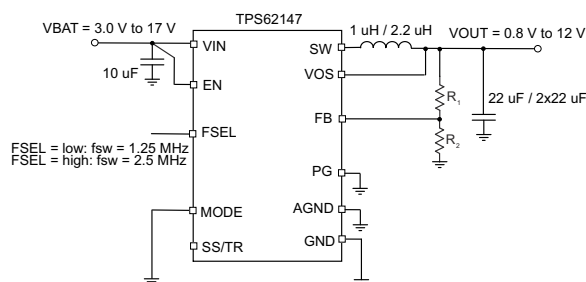 TPS62147
VBAT = 3.0 V to 17 V
VIN
10 uF
EN
FSEL
FSEL = low: fsw = 1.25 MHz
FSEL = high: fsw = 2.5 MHz
MODE
SS/TR
SW
1 uH / 2.2 uH
VOUT = 0.8 V to 12 V
VOS
R1
22 uF / 2x22 uF
FB
R2
PG
AGND
GND